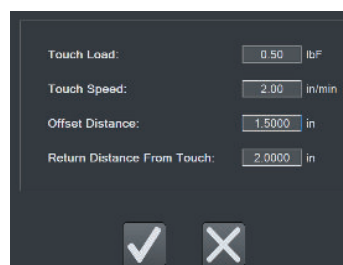 Touch Load: 0.50 lbF
Touch Speed: 2.00 in/min
Offset Distance: 1.5000 in
Return Distance From Touch: 2.0000 in